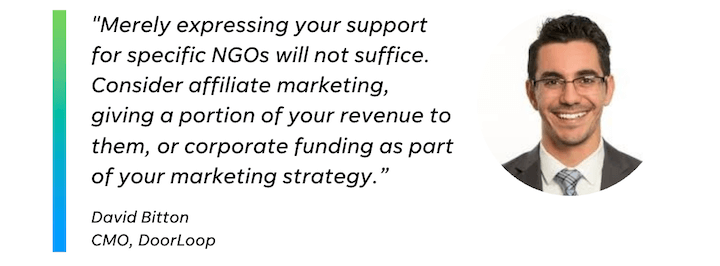 "Merely expressing your support
for specific NGOs will not suffice.
Consider affiliate marketing,
giving a portion of your revenue to
them, or corporate funding as part
of your marketing strategy.”
David Bitton
CMO, DoorLoop